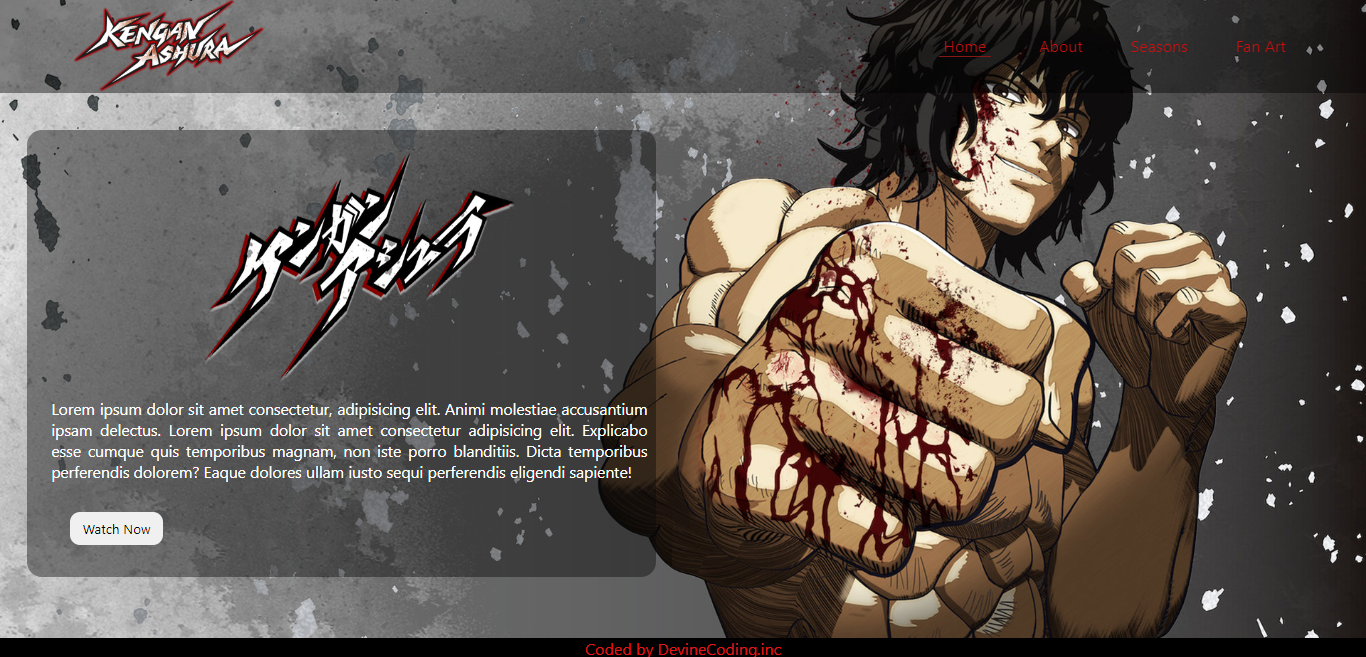 KENGAN
ASHURA
Home About Seasons Fan Art
ケンガン
アシュラ
Lorem ipsum dolor sit amet consectetur, adipisicing elit. Animi molestiae accusantium
ipsam delectus. Lorem ipsum dolor sit amet consectetur adipisicing elit. Explicabo
esse cumque quis temporibus magnam, non iste porro blanditiis. Dicta temporibus
perferendis dolorem? Eaque dolores ullam iusto sequi perferendis eligendi sapiente!
Watch Now
Coded by DevineCoding.inc